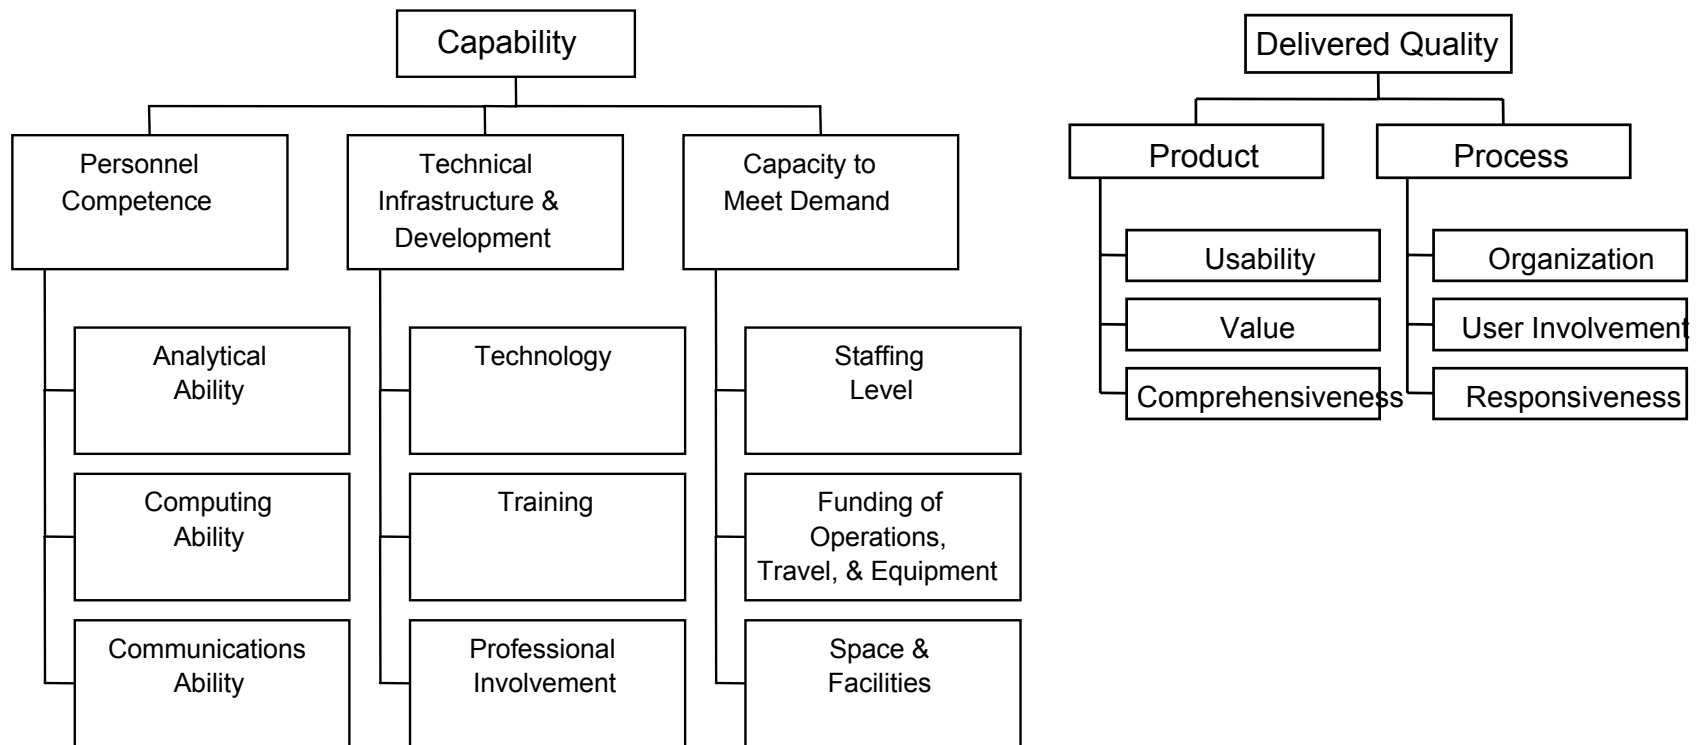 Capability
Personnel
Competence
Technical
Infrastructure &
Development
Capacity to
Meet Demand
Analytical
Ability
Technology
Staffing
Level
Computing
Ability
Training
Funding of
Operations,
Travel, & Equipment
Communications
Ability
Professional
Involvement
Space &
Facilities
Delivered Quality
Product
Process
Usability
Organization
Value
User Involvement
Comprehensiveness
Responsiveness